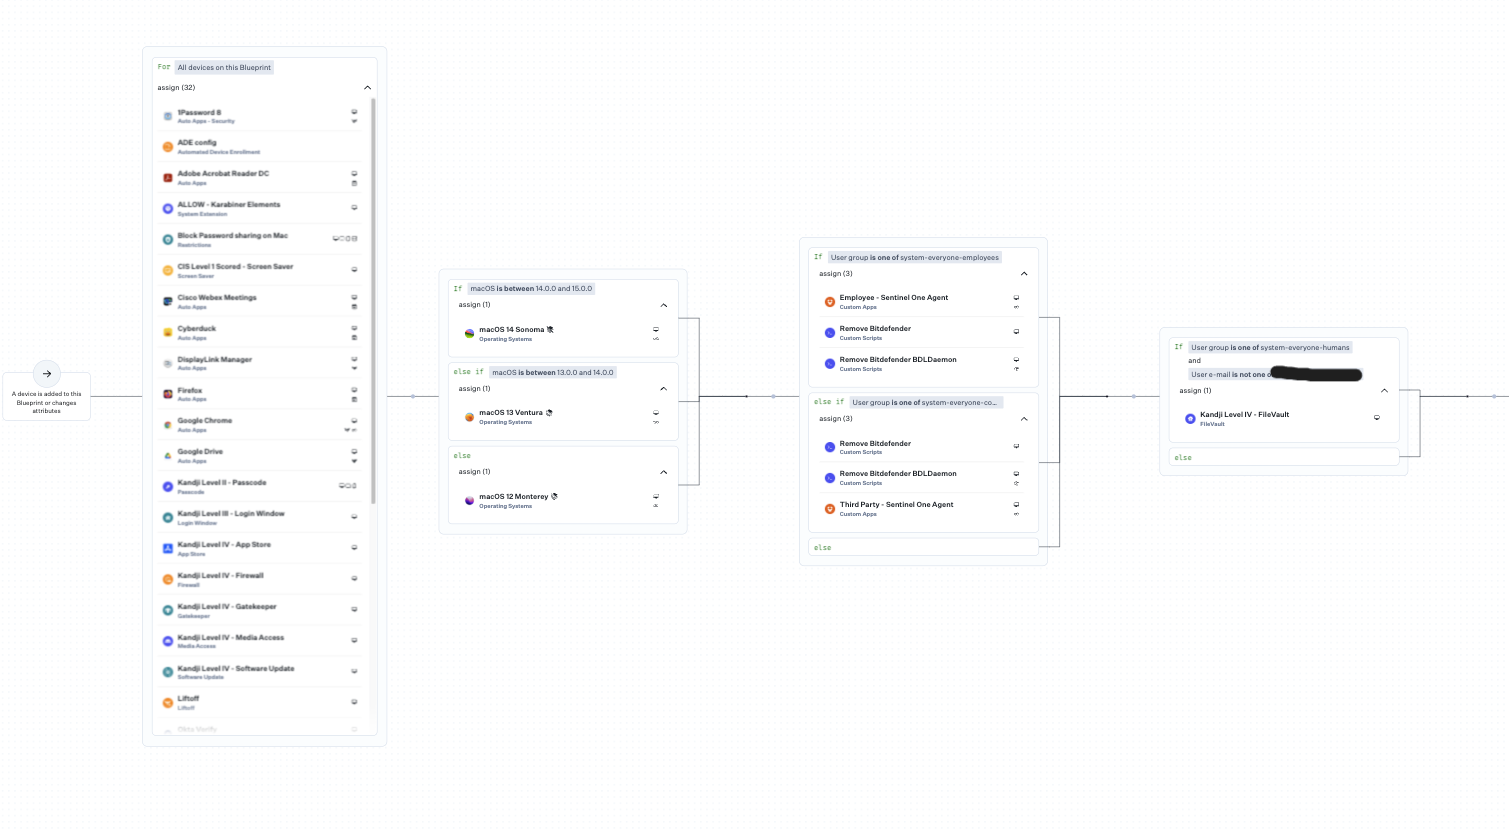 A device is added to this
Blueprint or changes
attributes
For All devices on this Blueprint
assign (32)
1Password 8
Auto Apps - Security
ADE config
Automated Device Enrollment
Adobe Acrobat Reader DC
Auto Apps
ALLOW - Karabiner Elements
System Extension
Block Password sharing on Mac
Restrictions
CIS Level 1 Scored - Screen Saver
Screen Saver
Cisco Webex Meetings
Auto Apps
Cyberduck
Auto Apps
DisplayLink Manager
Auto Apps
Firefox
Auto Apps
Google Chrome
Auto Apps
Google Drive
Auto Apps
Kandji Level II - Passcode
Passcode
Kandji Level III - Login Window
Login Window
Kandji Level IV - App Store
App Store
Kandji Level IV - Firewall
Firewall
Kandji Level IV - Gatekeeper
Gatekeeper
Kandji Level IV - Media Access
Media Access
Kandji Level IV - Software Update
Software Update
Liftoff
Liftoff
Okta Verify
If macOS is between 14.0.0 and 15.0.0
assign (1)
macOS 14 Sonoma
Operating Systems
else if macOS is between 13.0.0 and 14.0.0
assign (1)
macOS 13 Ventura
Operating Systems
else
assign (1)
macOS 12 Monterey
Operating Systems
If User group is one of system-everyone-employees
assign (3)
Employee - Sentinel One Agent
Custom Apps
Remove Bitdefender
Custom Scripts
Remove Bitdefender BDLDaemon
Custom Scripts
else if User group is one of system-everyone-co...
assign (3)
Remove Bitdefender
Custom Scripts
Remove Bitdefender BDLDaemon
Custom Scripts
Third Party - Sentinel One Agent
Custom Apps
else
If User group is one of system-everyone-humans
and
User e-mail is not one o
assign (1)
Kandji Level IV - FileVault
FileVault
else